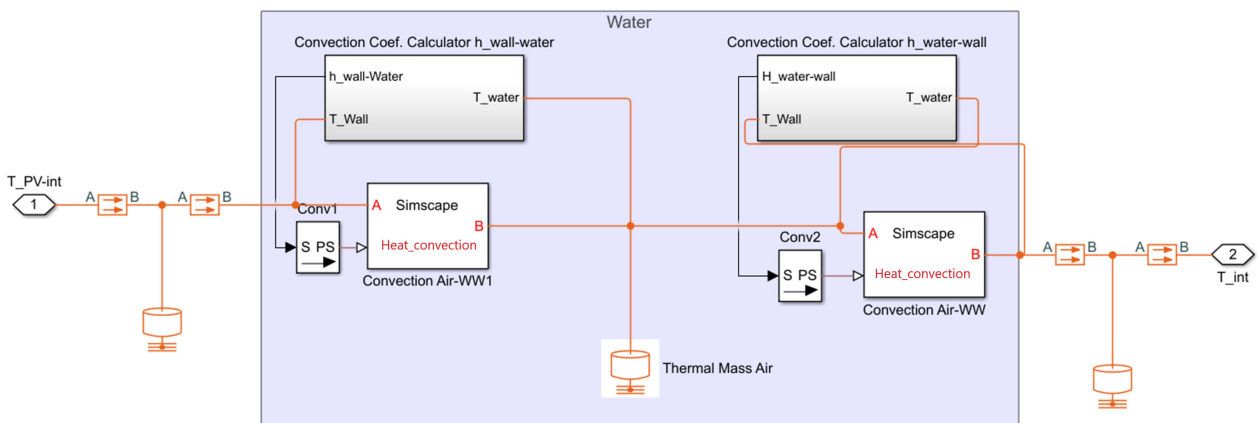 Water
Convection Coef. Calculator h_wall-water
h_wall-Water
T_water
T_Wall
Convection Coef. Calculator h_water-wall
H_water-wall
T_water
T_Wall
T_PV-int
1
A
B
A
B
Conv1
S PS
A
Simscape
B
Heat_convection
Convection Air-WW1
Conv2
S PS
A
Simscape
B
Heat_convection
Convection Air-WW
A
B
A
B
2
T_int
Thermal Mass Air